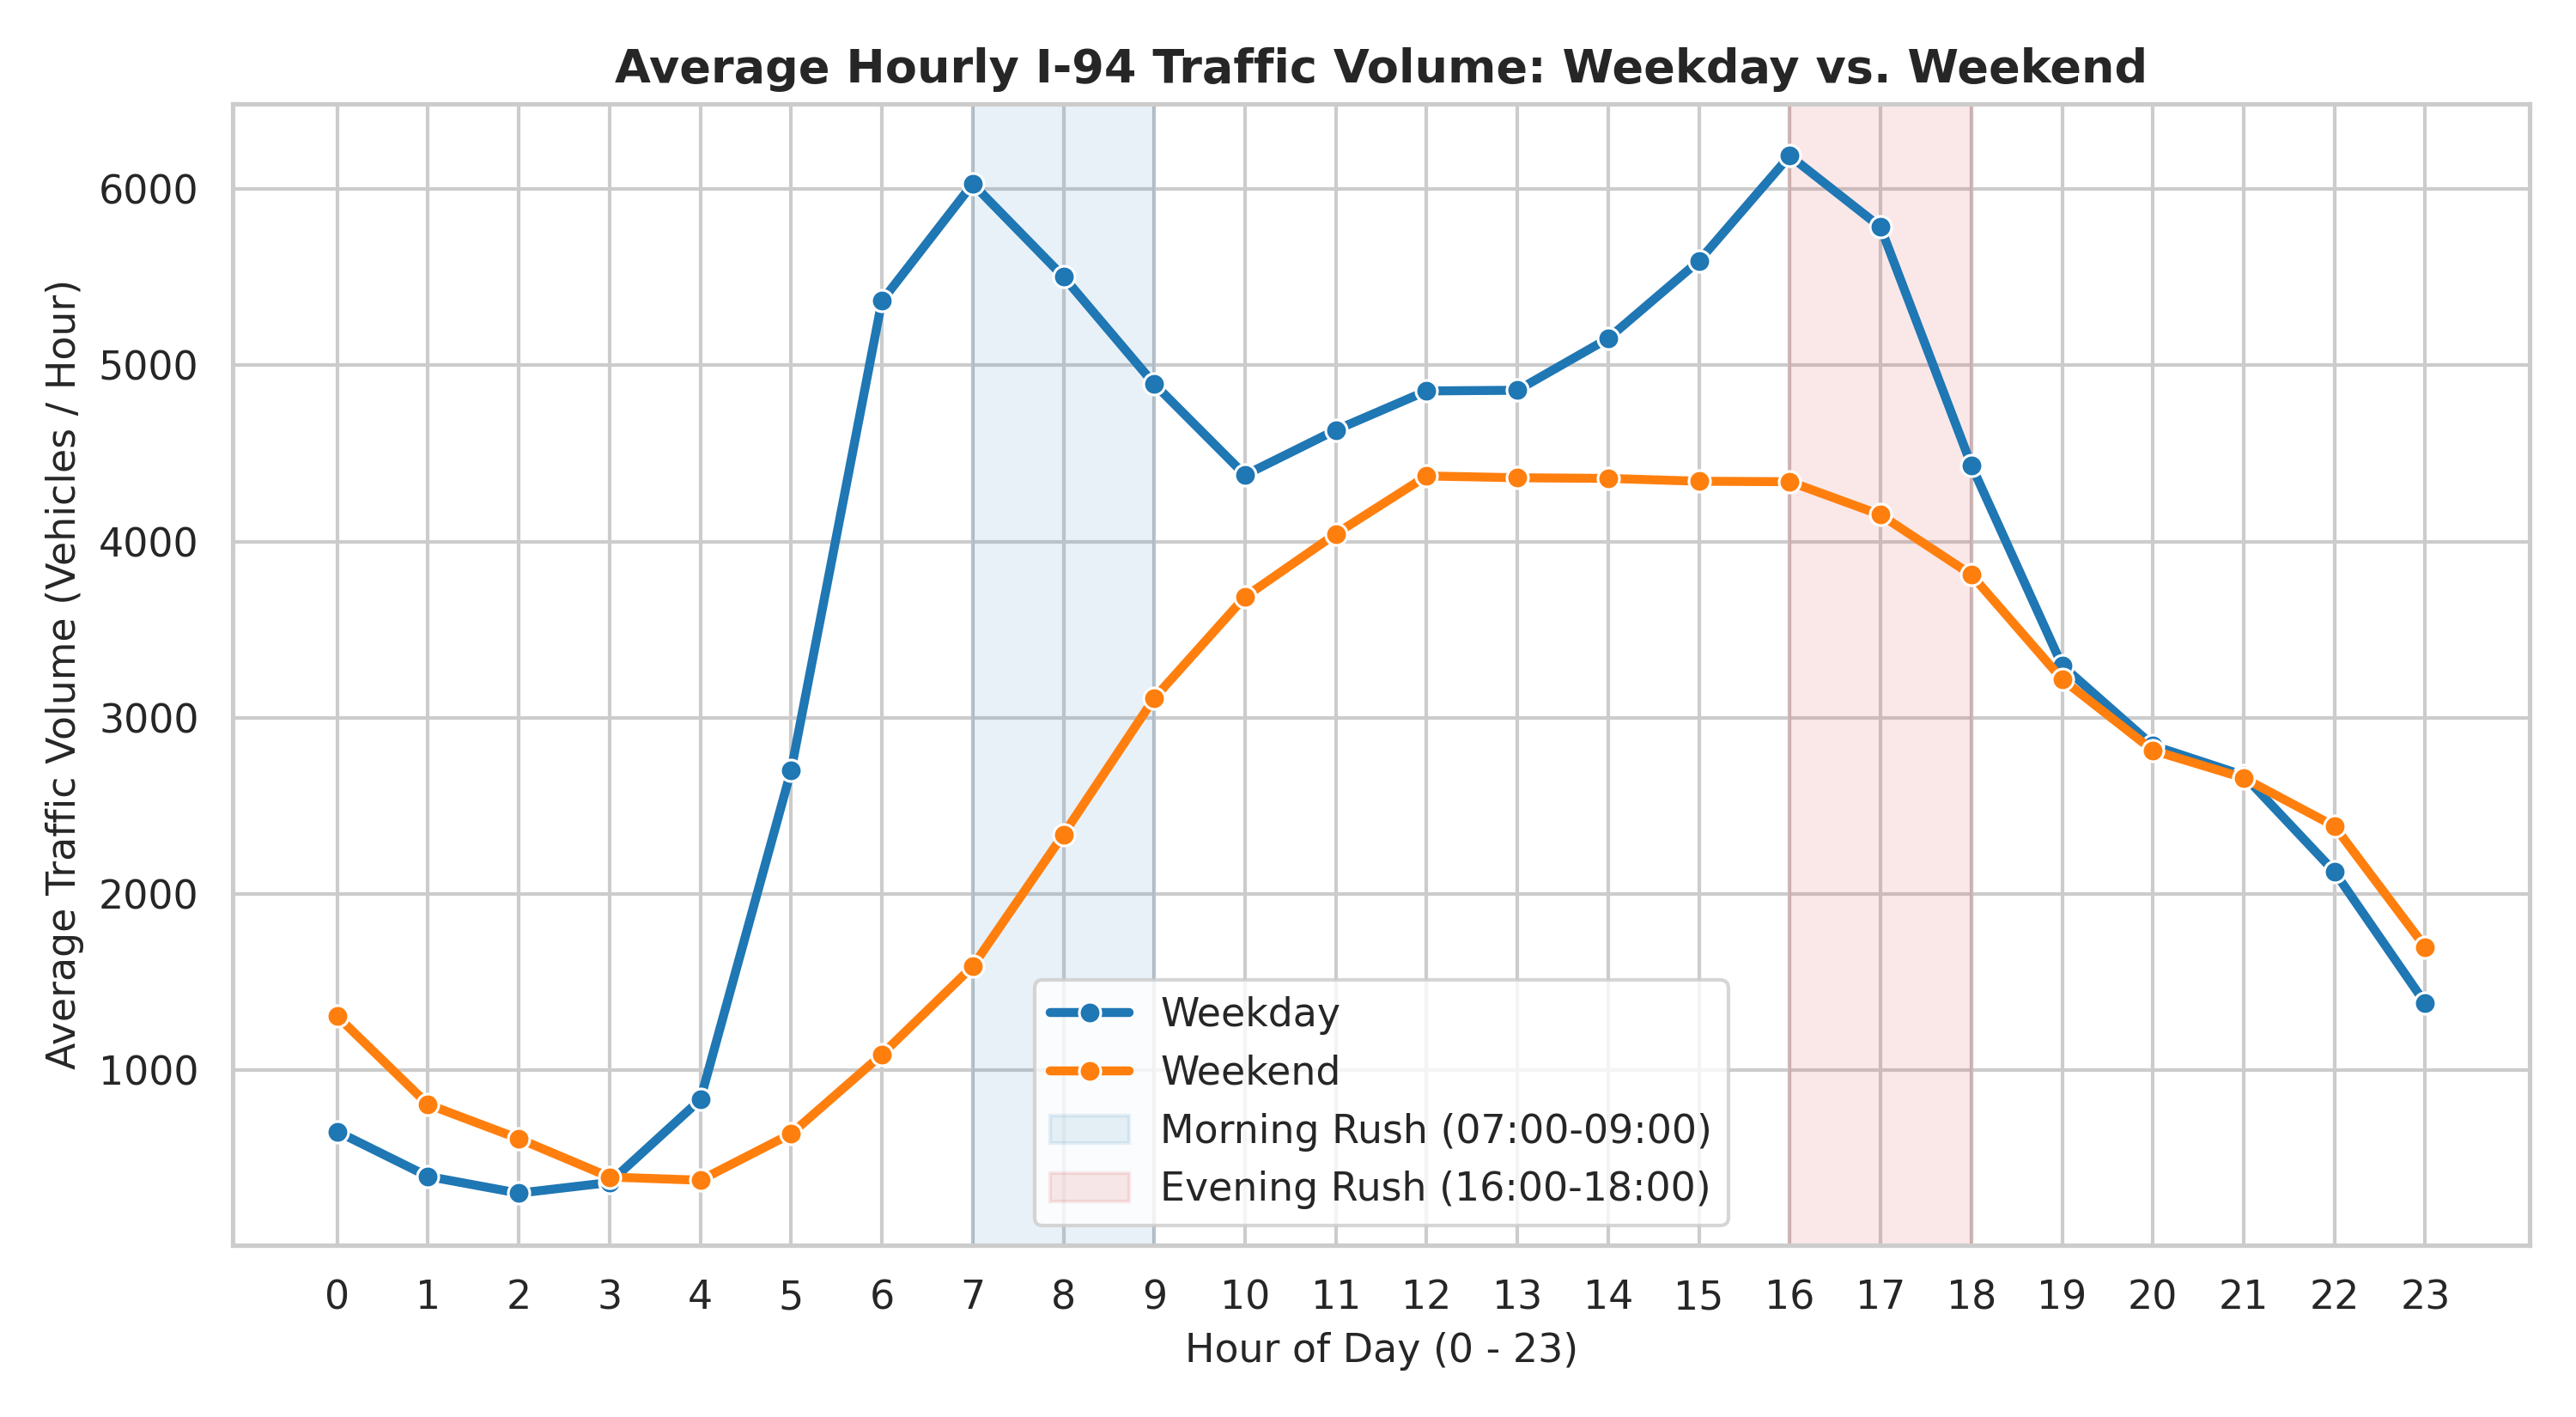 Average Hourly I-94 Traffic Volume: Weekday vs. Weekend
Average Traffic Volume (Vehicles / Hour)
6000
5000
4000
3000
2000
1000
Weekday
Weekend
Morning Rush (07:00-09:00)
Evening Rush (16:00-18:00)
0 1 2 3 4 5 6 7 8 9 10 11 12 13 14 15 16 17 18 19 20 21 22 23
Hour of Day (0 - 23)